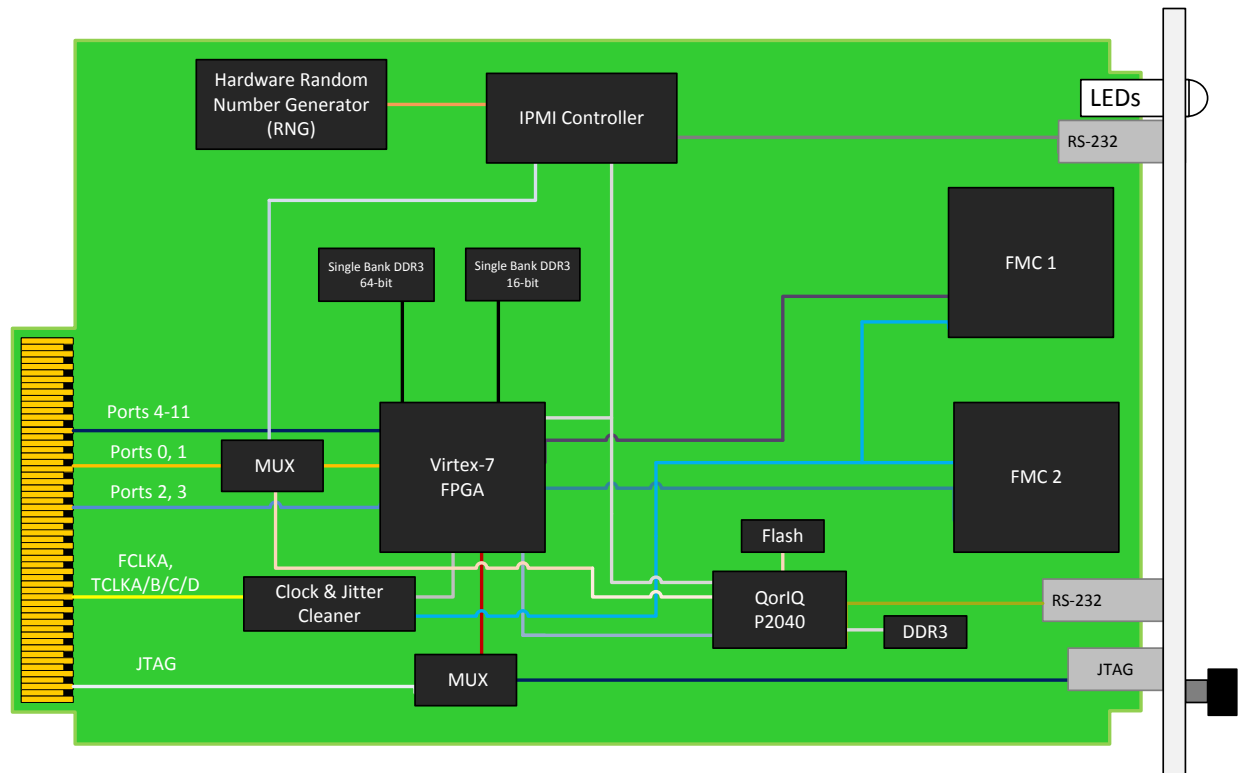 Hardware Random
Number Generator
(RNG)
IPMI Controller
LEDs
RS-232
FMC 1
Single Bank DDR3
64-bit
Single Bank DDR3
16-bit
Ports 4-11
Ports 0, 1
MUX
Ports 2, 3
Virtex-7
FPGA
FMC 2
Flash
FCLKA,
TCLKA/B/C/D
Clock & Jitter
Cleaner
QorIQ
P2040
RS-232
DDR3
JTAG
MUX
JTAG